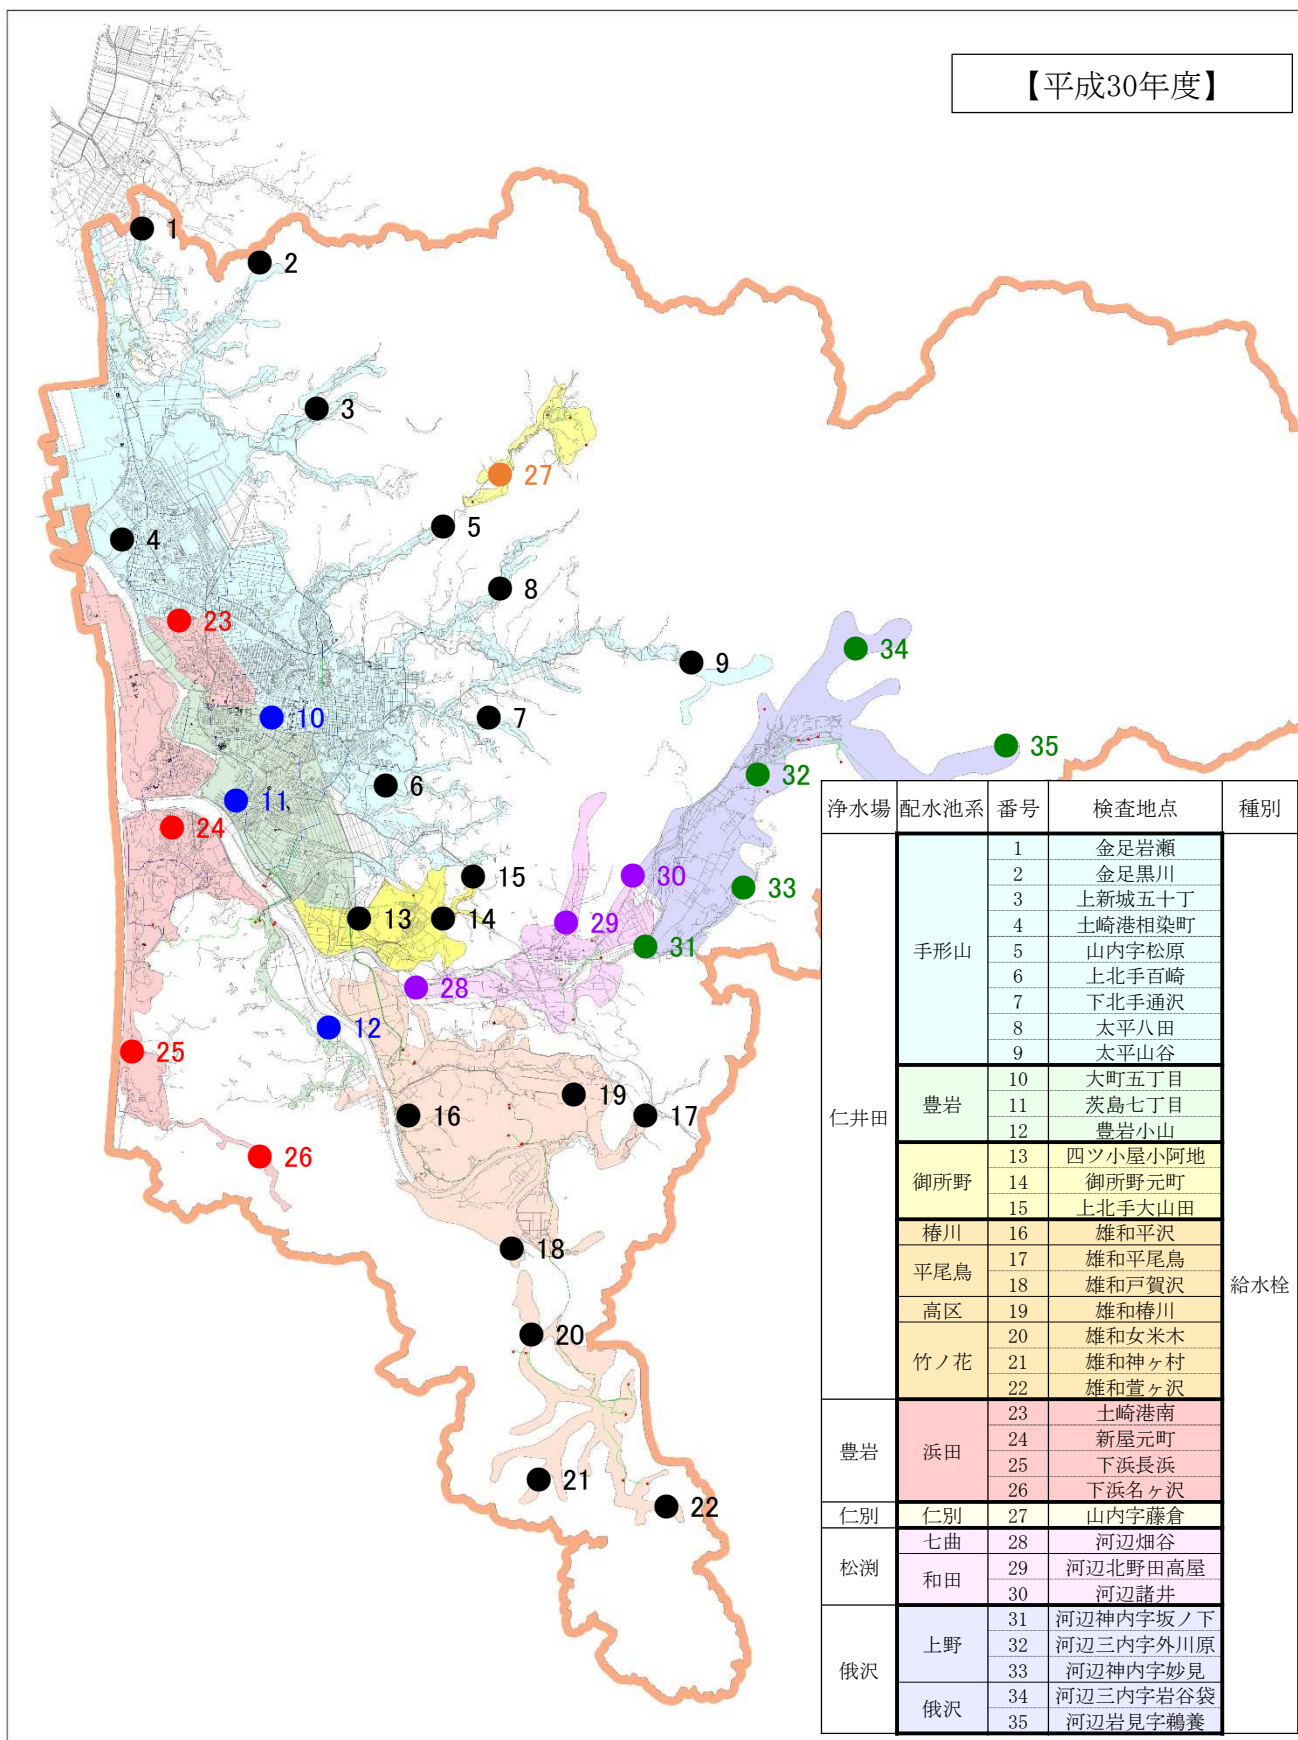 【平成30年度】
1
2
3
27
5
4
8
23
9
34
10
7
35
32
6
11
24
15
30
33
13
14
29
31
28
12
25
19
16
17
26
18
20
21
22
浄水場 配水池系 番号 検査地点 種別
仁井田 手形山 1 金足岩瀬 給水栓
2 金足黒川
3 上新城五十丁
4 土崎港相染町
5 山内字松原
6 上北手百崎
7 下北手通沢
8 太平八田
9 太平山谷
豊岩 10 大町五丁目
11 茨島七丁目
12 豊岩小山
御所野 13 四ツ小屋小阿地
14 御所野元町
15 上北手大山田
椿川 16 雄和平沢
平尾鳥 17 雄和平尾鳥
18 雄和戸賀沢
高区 19 雄和椿川
竹ノ花 20 雄和女米木
21 雄和神ヶ村
22 雄和萱ヶ沢
豊岩 浜田 23 土崎港南
24 新屋元町
25 下浜長浜
26 下浜名ヶ沢
仁別 仁別 27 山内字藤倉
松渕 七曲 28 河辺畑谷
和田 29 河辺北野田高屋
30 河辺諸井
俄沢 上野 31 河辺神内字坂ノ下
32 河辺三内字外川原
33 河辺神内字妙見
俄沢 34 河辺三内字岩谷袋
35 河辺岩見字鵜養